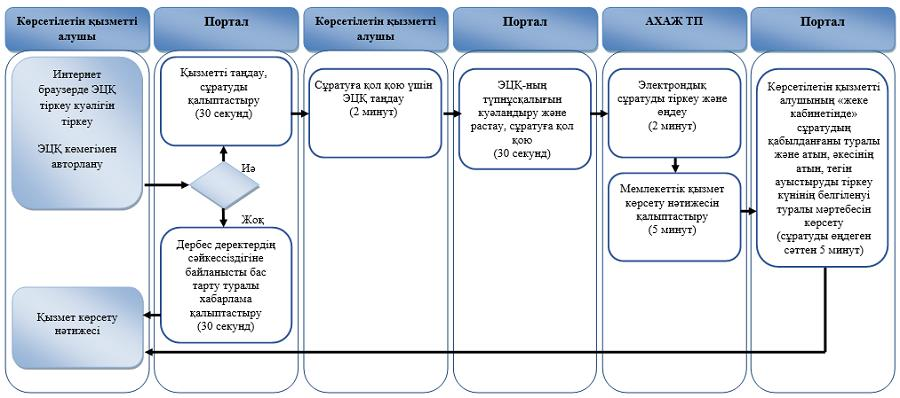 Көрсетілетін қызметті
алушы
Портал
Көрсетілетін қызметті
алушы
Портал
АХАЖ ТП
Портал
Интернет
браузерде ЭЦҚ
тіркеу куәлігін
тіркеу
ЭЦҚ көмегімен
авторлану
Қызметті таңдау,
сұратуды
қалыптастыру
(30 секунд)
Иә
Жоқ
Дербес деректердің
сәйкессіздігіне
байланысты бас
тарту туралы
хабарлама
қалыптастыру
(30 секунд)
Қызмет көрсету
нәтижесі
Сұратуға қол қою үшін
ЭЦҚ таңдау
(2 минут)
ЭЦҚ-ның
түпнұсқалығын
куәландыру және
растау, сұратуға қол
қою
(30 секунд)
Электрондық
сұратуды тіркеу және
өңдеу
(2 минут)
Мемлекеттік қызмет
көрсету нәтижесін
қалыптастыру
(5 минут)
Көрсетілетін қызметті
алушының «жеке
кабинетінде»
сұратудың
қабылданғаны туралы
және атын, әкесінің
атын, тегін
ауыстыруды тіркеу
күнінің белгіленуі
туралы мәртебесін
көрсету
(сұратуды өңдеген
сәттен 5 минут)